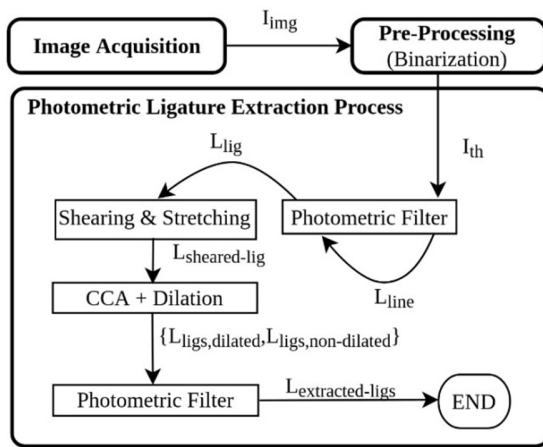 I_img
Image Acquisition
Pre-Processing
(Binarization)
Photometric Ligature Extraction Process
I_th
L_lig
Shearing & Stretching
Photometric Filter
L_sheared-lig
L_line
CCA + Dilation
{L_ligs,dilated,L_ligs,non-dilated}
Photometric Filter
L_extracted-ligs
END